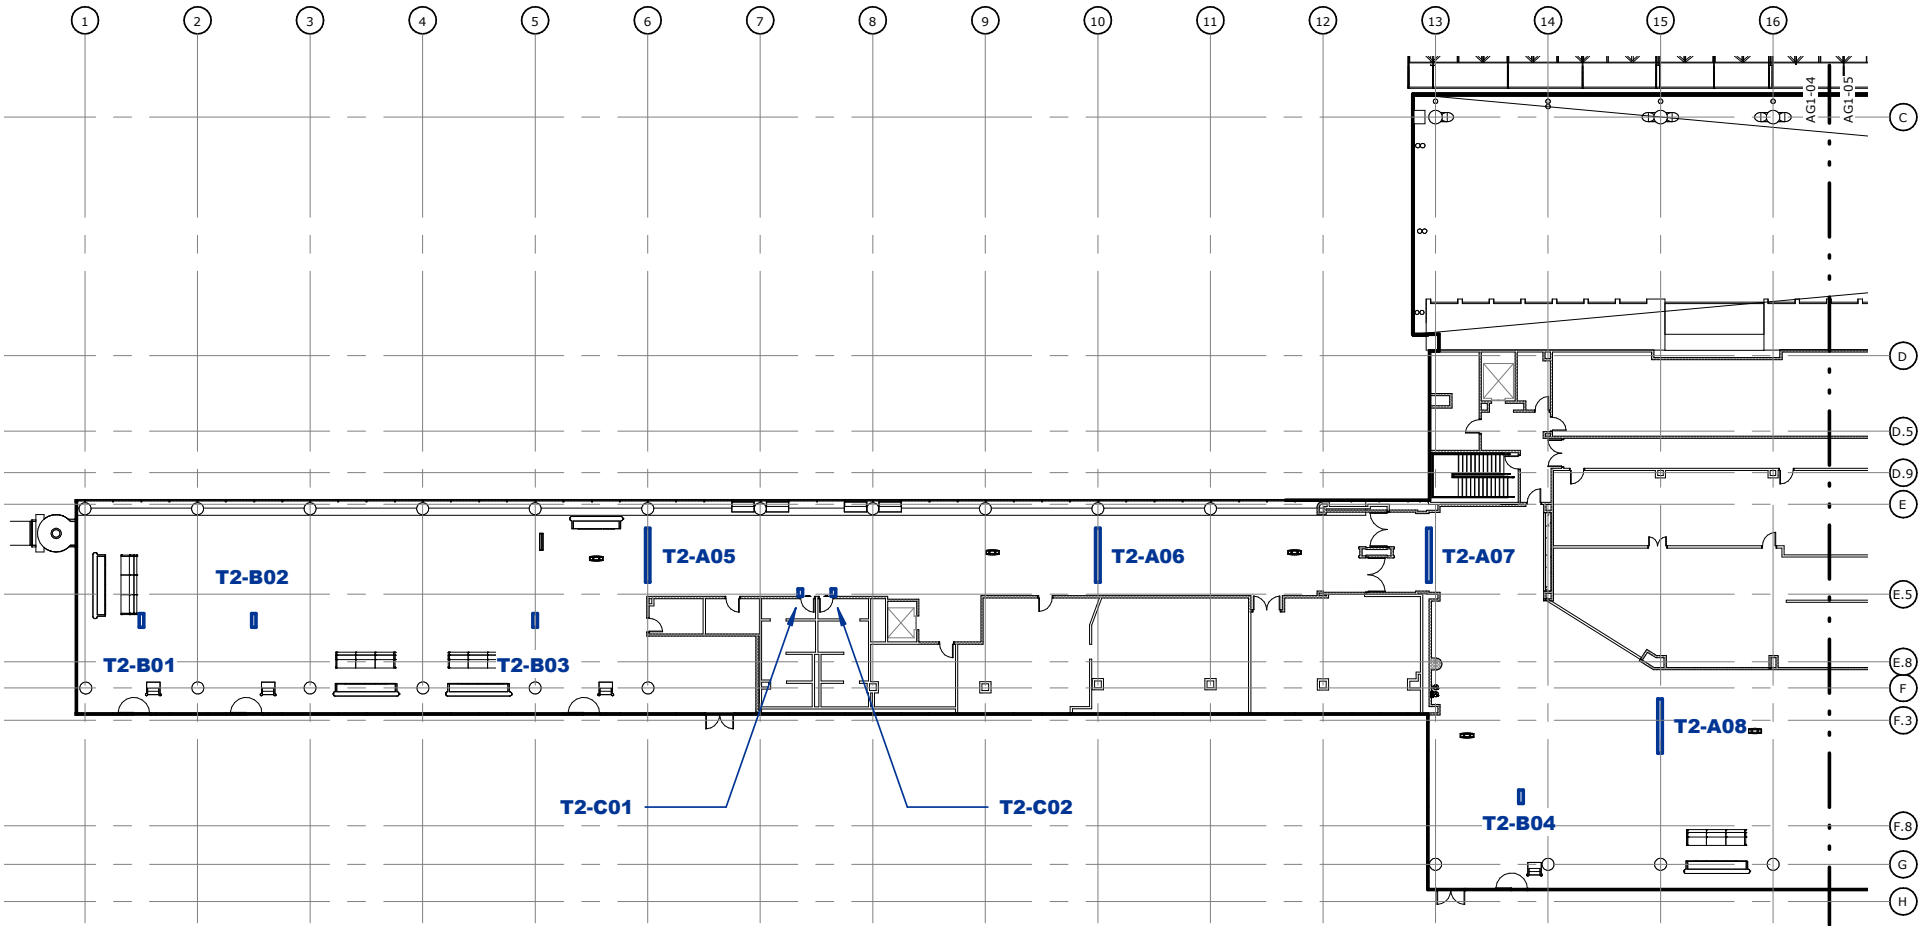 1 2 3 4 5 6 7 8 9 10 11 12 13 14 15 16
AG1-04
AG1-05
C
D
D.5
D.9
E
T2-A05
T2-A06
T2-A07
T2-B02
E.5
T2-B01
T2-B03
E.8
F
F.3
T2-A08
T2-C01
T2-C02
T2-B04
F.8
G
H